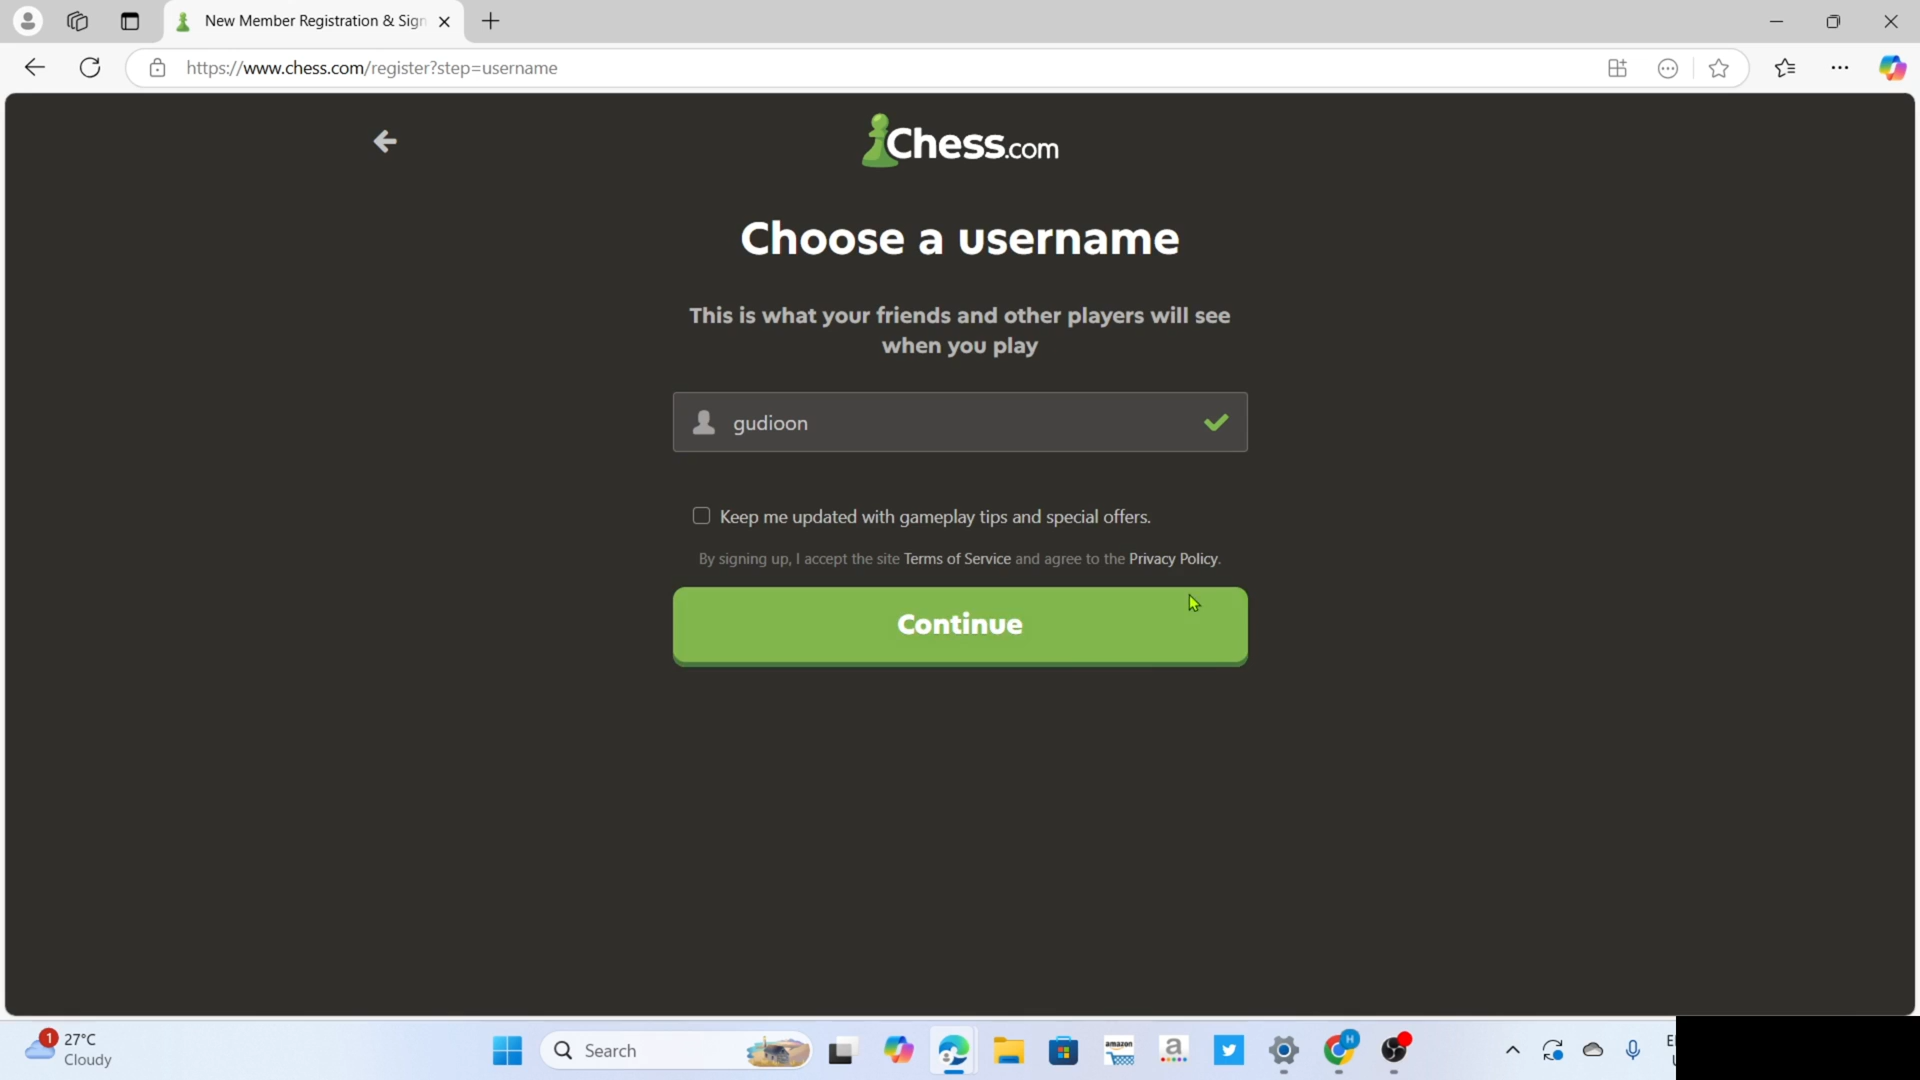 New Member Registration & Sign
https://www.chess.com/register?step=username
Chess.com
Choose a username
This is what your friends and other players will see
when you play
gudioon
Keep me updated with gameplay tips and special offers.
By signing up, I accept the site Terms of Service and agree to the Privacy Policy.
Continue
1
27°C
Cloudy
Search
amazon
a
H